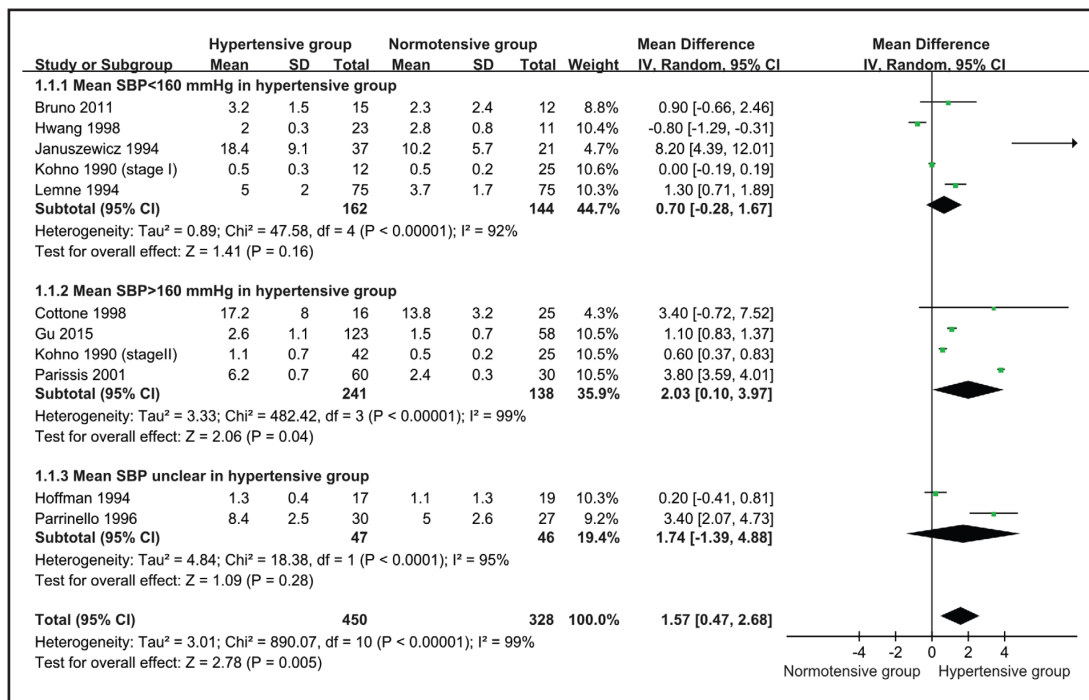 Hypertensive group Normotensive group Mean Difference Mean Difference
Study or Subgroup Mean SD Total Mean SD Total Weight IV, Random, 95% CI IV, Random, 95% CI
1.1.1 Mean SBP<160 mmHg in hypertensive group
Bruno 2011 3.2 1.5 15 2.3 2.4 12 8.8% 0.90 [-0.66, 2.46]
Hwang 1998 2 0.3 23 2.8 0.8 11 10.4% -0.80 [-1.29, -0.31]
Januszewicz 1994 18.4 9.1 37 10.2 5.7 21 4.7% 8.20 [4.39, 12.01]
Kohno 1990 (stage I) 0.5 0.3 12 0.5 0.2 25 10.6% 0.00 [-0.19, 0.19]
Lemne 1994 5 2 75 3.7 1.7 75 10.3% 1.30 [0.71, 1.89]
Subtotal (95% CI) 162 144 44.7% 0.70 [-0.28, 1.67]
Heterogeneity: Tau² = 0.89; Chi² = 47.58, df = 4 (P < 0.00001); I² = 92%
Test for overall effect: Z = 1.41 (P = 0.16)
1.1.2 Mean SBP>160 mmHg in hypertensive group
Cottone 1998 17.2 8 16 13.8 3.2 25 4.3% 3.40 [-0.72, 7.52]
Gu 2015 2.6 1.1 123 1.5 0.7 58 10.5% 1.10 [0.83, 1.37]
Kohno 1990 (stageII) 1.1 0.7 42 0.5 0.2 25 10.5% 0.60 [0.37, 0.83]
Parissis 2001 6.2 0.7 60 2.4 0.3 30 10.5% 3.80 [3.59, 4.01]
Subtotal (95% CI) 241 138 35.9% 2.03 [0.10, 3.97]
Heterogeneity: Tau² = 3.33; Chi² = 482.42, df = 3 (P < 0.00001); I² = 99%
Test for overall effect: Z = 2.06 (P = 0.04)
1.1.3 Mean SBP unclear in hypertensive group
Hoffman 1994 1.3 0.4 17 1.1 1.3 19 10.3% 0.20 [-0.41, 0.81]
Parrinello 1996 8.4 2.5 30 5 2.6 27 9.2% 3.40 [2.07, 4.73]
Subtotal (95% CI) 47 46 19.4% 1.74 [-1.39, 4.88]
Heterogeneity: Tau² = 4.84; Chi² = 18.38, df = 1 (P < 0.0001); I² = 95%
Test for overall effect: Z = 1.09 (P = 0.28)
Total (95% CI) 450 328 100.0% 1.57 [0.47, 2.68]
Heterogeneity: Tau² = 3.01; Chi² = 890.07, df = 10 (P < 0.00001); I² = 99%
Test for overall effect: Z = 2.78 (P = 0.005)
-4 -2 0 2 4
Normotensive group Hypertensive group